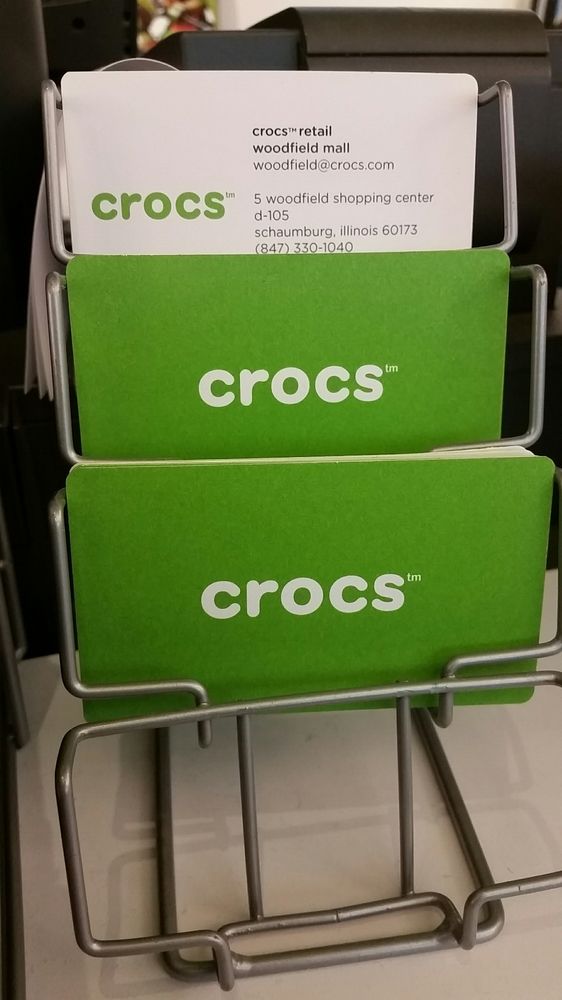 crocs™ retail
woodfield mall
woodfield@crocs.com
crocs™
5 woodfield shopping center
d-105
schaumburg, illinois 60173
(847) 330-1040
crocs™
crocs™